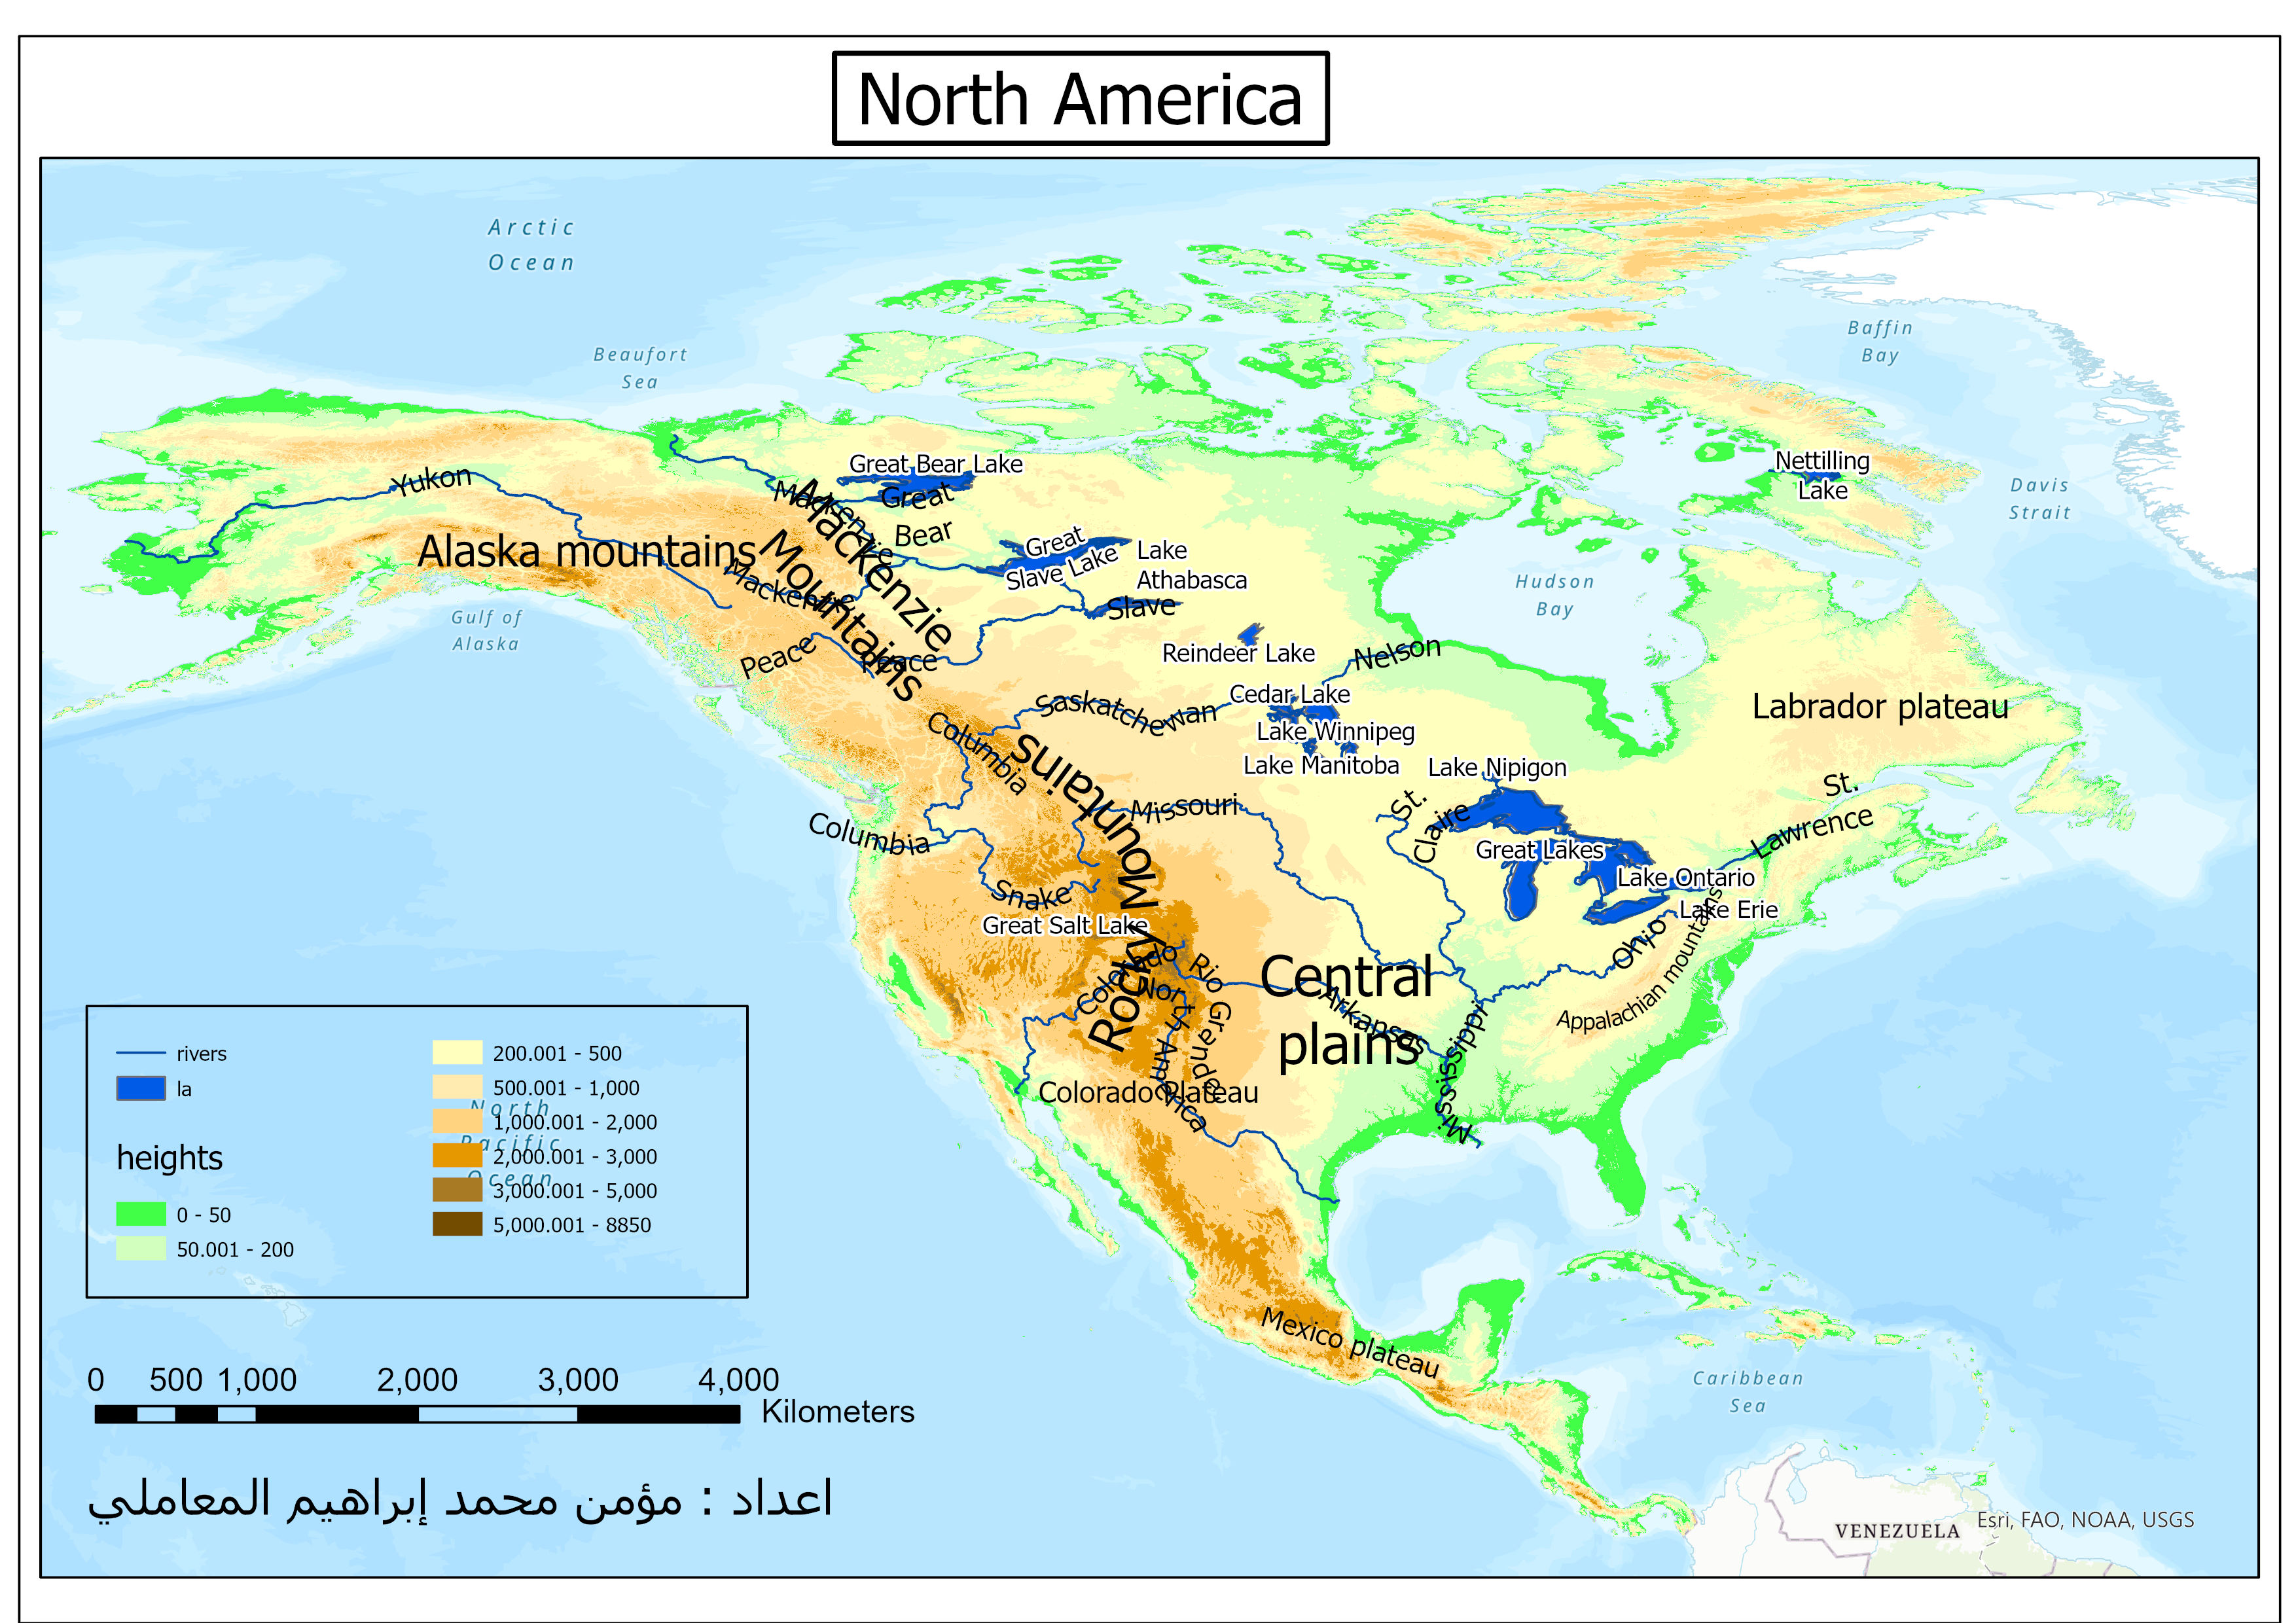 North America
Arctic
Ocean
Beaufort
Sea
Baffin
Bay
Davis
Strait
Great Bear Lake
Great
Bear
Nettilling
Lake
Yukon
Mackenzie
Alaska mountains
Mackenzie
Mountains
Mackenzie
Great
Slave Lake
Lake
Athabasca
Slave
Hudson
Bay
Gulf of
Alaska
Peace
Peace
Reindeer Lake
Nelson
Saskatchewan
Cedar Lake
Lake Winnipeg
Lake Manitoba
Lake Nipigon
Labrador plateau
Columbia
Columbia
Missouri
St.
Claire
St.
Lawrence
Great Lakes
Lake Ontario
Lake Erie
Snake
Great Salt Lake
Rocky Mountains
Colorado
North America
Rio Grande
Central
plains
Arkansas
Mississippi
Ohio
Appalachian mountains
Colorado Plateau
Mexico plateau
rivers
la
heights
0 - 50
50.001 - 200
200.001 - 500
500.001 - 1,000
1,000.001 - 2,000
2,000.001 - 3,000
3,000.001 - 5,000
5,000.001 - 8850
North
Pacific
Ocean
0 500 1,000 2,000 3,000 4,000
Kilometers
Caribbean
Sea
VENEZUELA
Esri, FAO, NOAA, USGS
اعداد : مؤمن محمد إبراهيم المعاملي